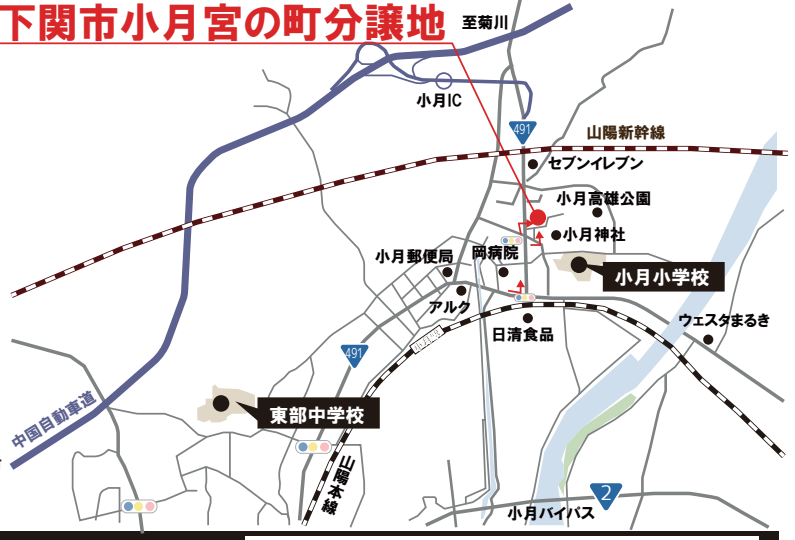 下関市小月宮の町分譲地
至菊川
小月IC
491
山陽新幹線
セブンイレブン
小月高雄公園
小月神社
小月郵便局
岡病院
小月小学校
アルク
日清食品
ウェスタまるき
491
小月駅
東部中学校
中国自動車道
山陽本線
2
小月バイパス